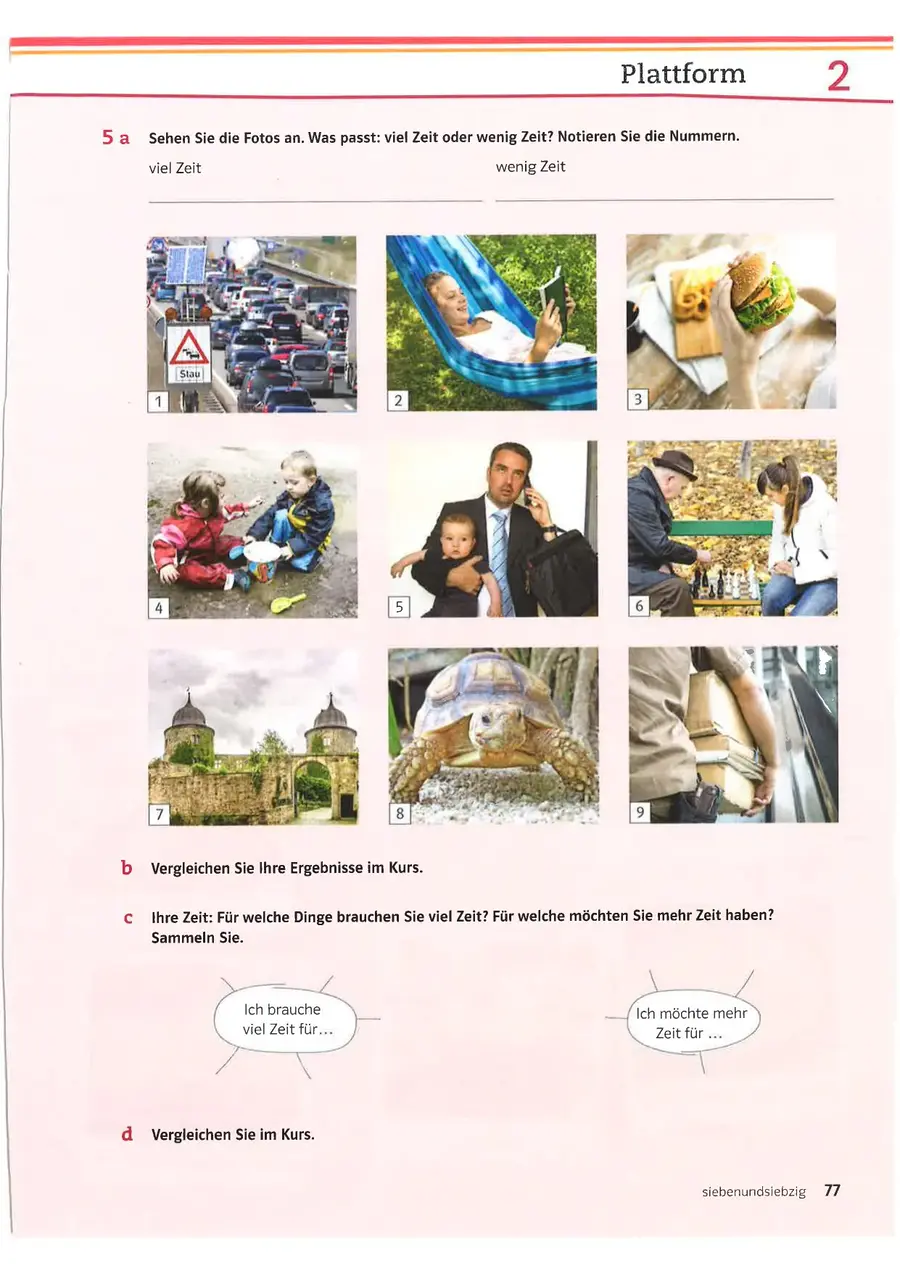 Plattform 2
5 a Sehen Sie die Fotos an. Was passt: viel Zeit oder wenig Zeit? Notieren Sie die Nummern.
viel Zeit wenig Zeit
Stau
1 2 3
4 5 6
7 8 9
b Vergleichen Sie Ihre Ergebnisse im Kurs.
c Ihre Zeit: Für welche Dinge brauchen Sie viel Zeit? Für welche möchten Sie mehr Zeit haben?
Sammeln Sie.
Ich brauche
viel Zeit für...
Ich möchte mehr
Zeit für ...
d Vergleichen Sie im Kurs.
siebenundsiebzig 77